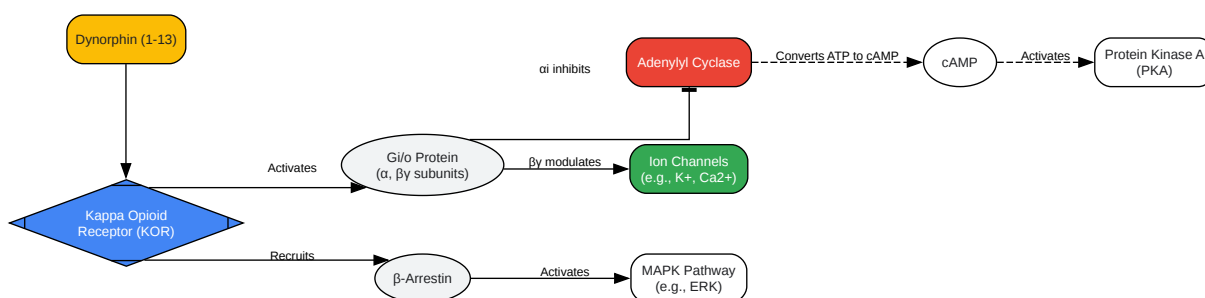 Dynorphin (1-13)
αi inhibits
Adenylyl Cyclase
Converts ATP to cAMP
cAMP
Activates
Protein Kinase A
(PKA)
Activates
Gi/o Protein
(α, βγ subunits)
βγ modulates
Ion Channels
(e.g., K+, Ca2+)
Kappa Opioid
Receptor (KOR)
Recruits
β-Arrestin
Activates
MAPK Pathway
(e.g., ERK)